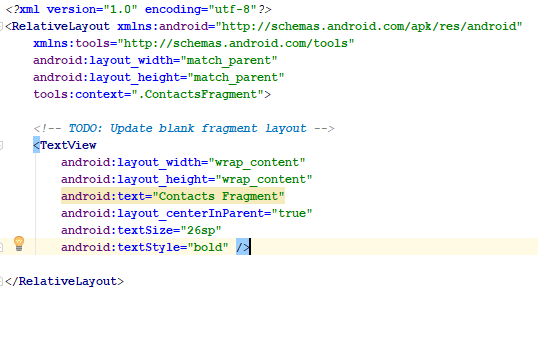 <?xml version="1.0" encoding="utf-8"?>
<RelativeLayout xmlns:android="http://schemas.android.com/apk/res/android"
    xmlns:tools="http://schemas.android.com/tools"
    android:layout_width="match_parent"
    android:layout_height="match_parent"
    tools:context=".ContactsFragment">

    <!-- TODO: Update blank fragment layout -->
    <TextView
        android:layout_width="wrap_content"
        android:layout_height="wrap_content"
        android:text="Contacts Fragment"
        android:layout_centerInParent="true"
        android:textSize="26sp"
        android:textStyle="bold" />

</RelativeLayout>